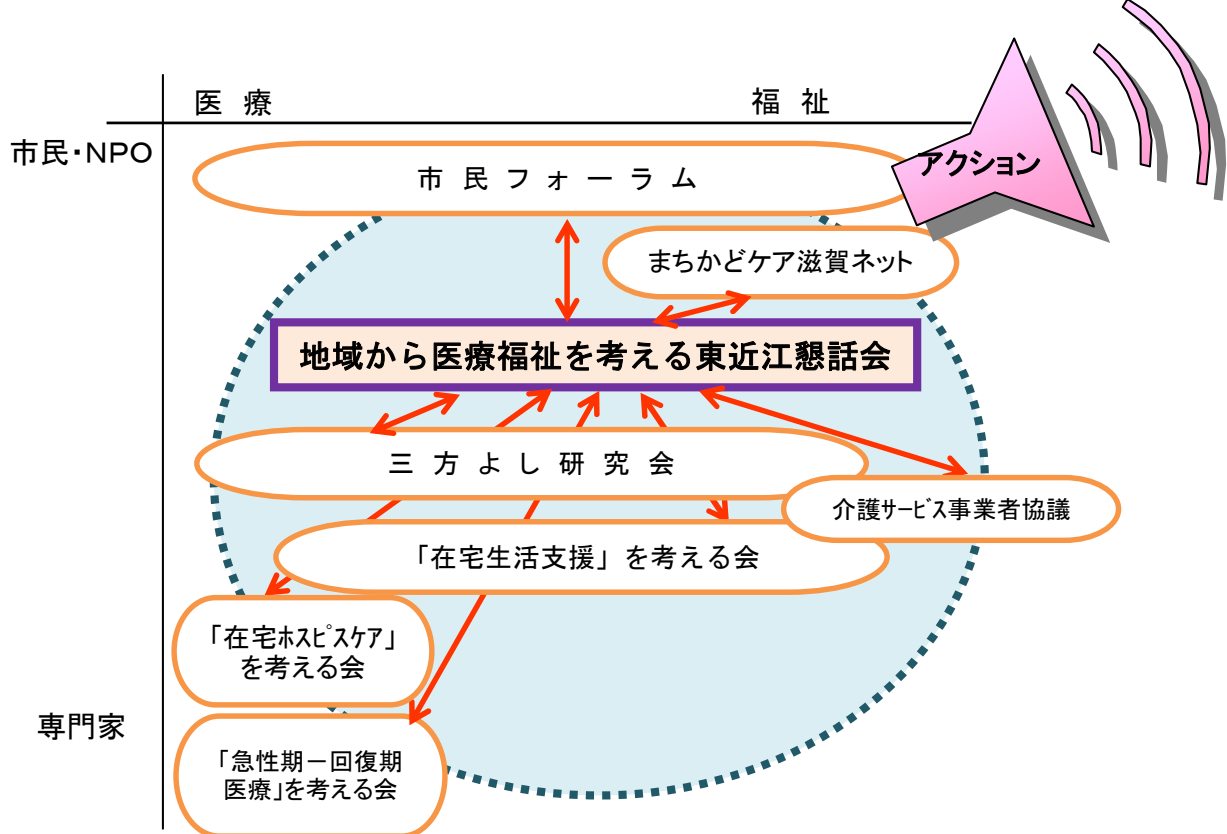 医 療
福 祉
市民・NPO
アクション
市 民 フ ォ ー ラ ム
まちかどケア滋賀ネット
地域から医療福祉を考える東近江懇話会
三 方 よ し 研 究 会
介護ｻｰﾋﾞｽ事業者協議
「在宅生活支援」を考える会
「在宅ﾎｽﾋﾟｽｹｱ」
を考える会
専門家
「急性期－回復期
医療」を考える会